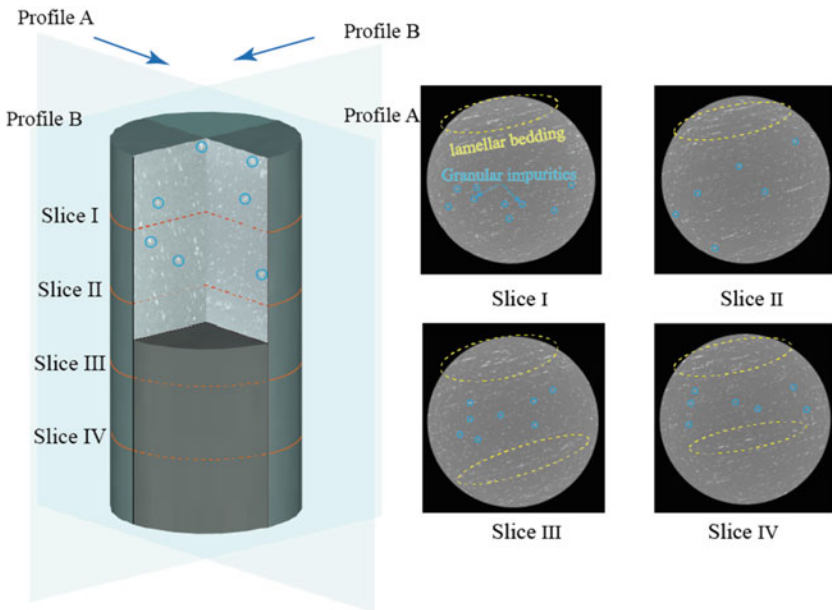 Profile A
Profile B
Profile B
Profile A
Slice I
Slice II
Slice III
Slice IV
lamellar bedding
Granular impurities
Slice I
Slice II
Slice III
Slice IV